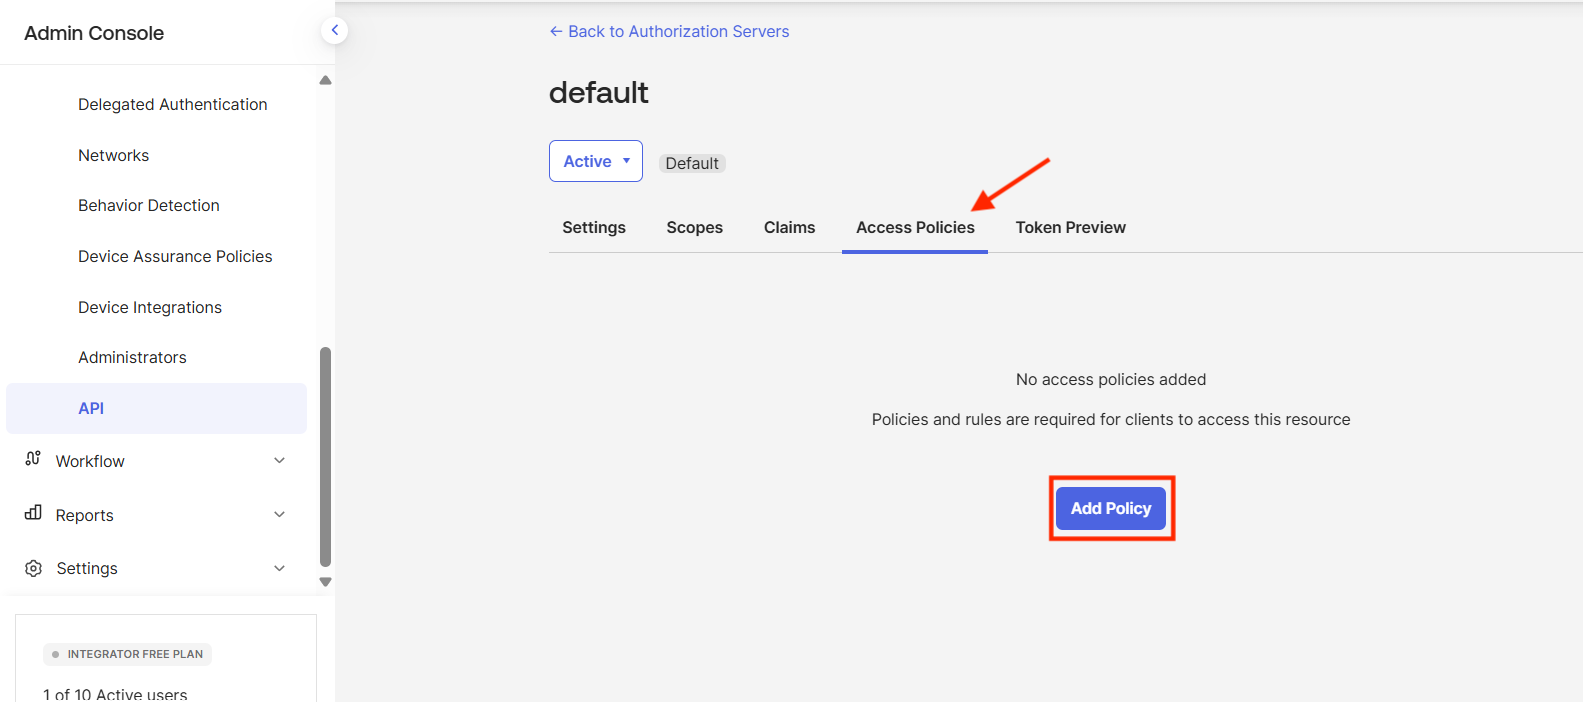 Admin Console
Delegated Authentication
Networks
Behavior Detection
Device Assurance Policies
Device Integrations
Administrators
API
Workflow
Reports
Settings
INTEGRATOR FREE PLAN
1 of 10 Active users
← Back to Authorization Servers
default
Active
Default
Settings Scopes Claims Access Policies Token Preview
No access policies added
Policies and rules are required for clients to access this resource
Add Policy